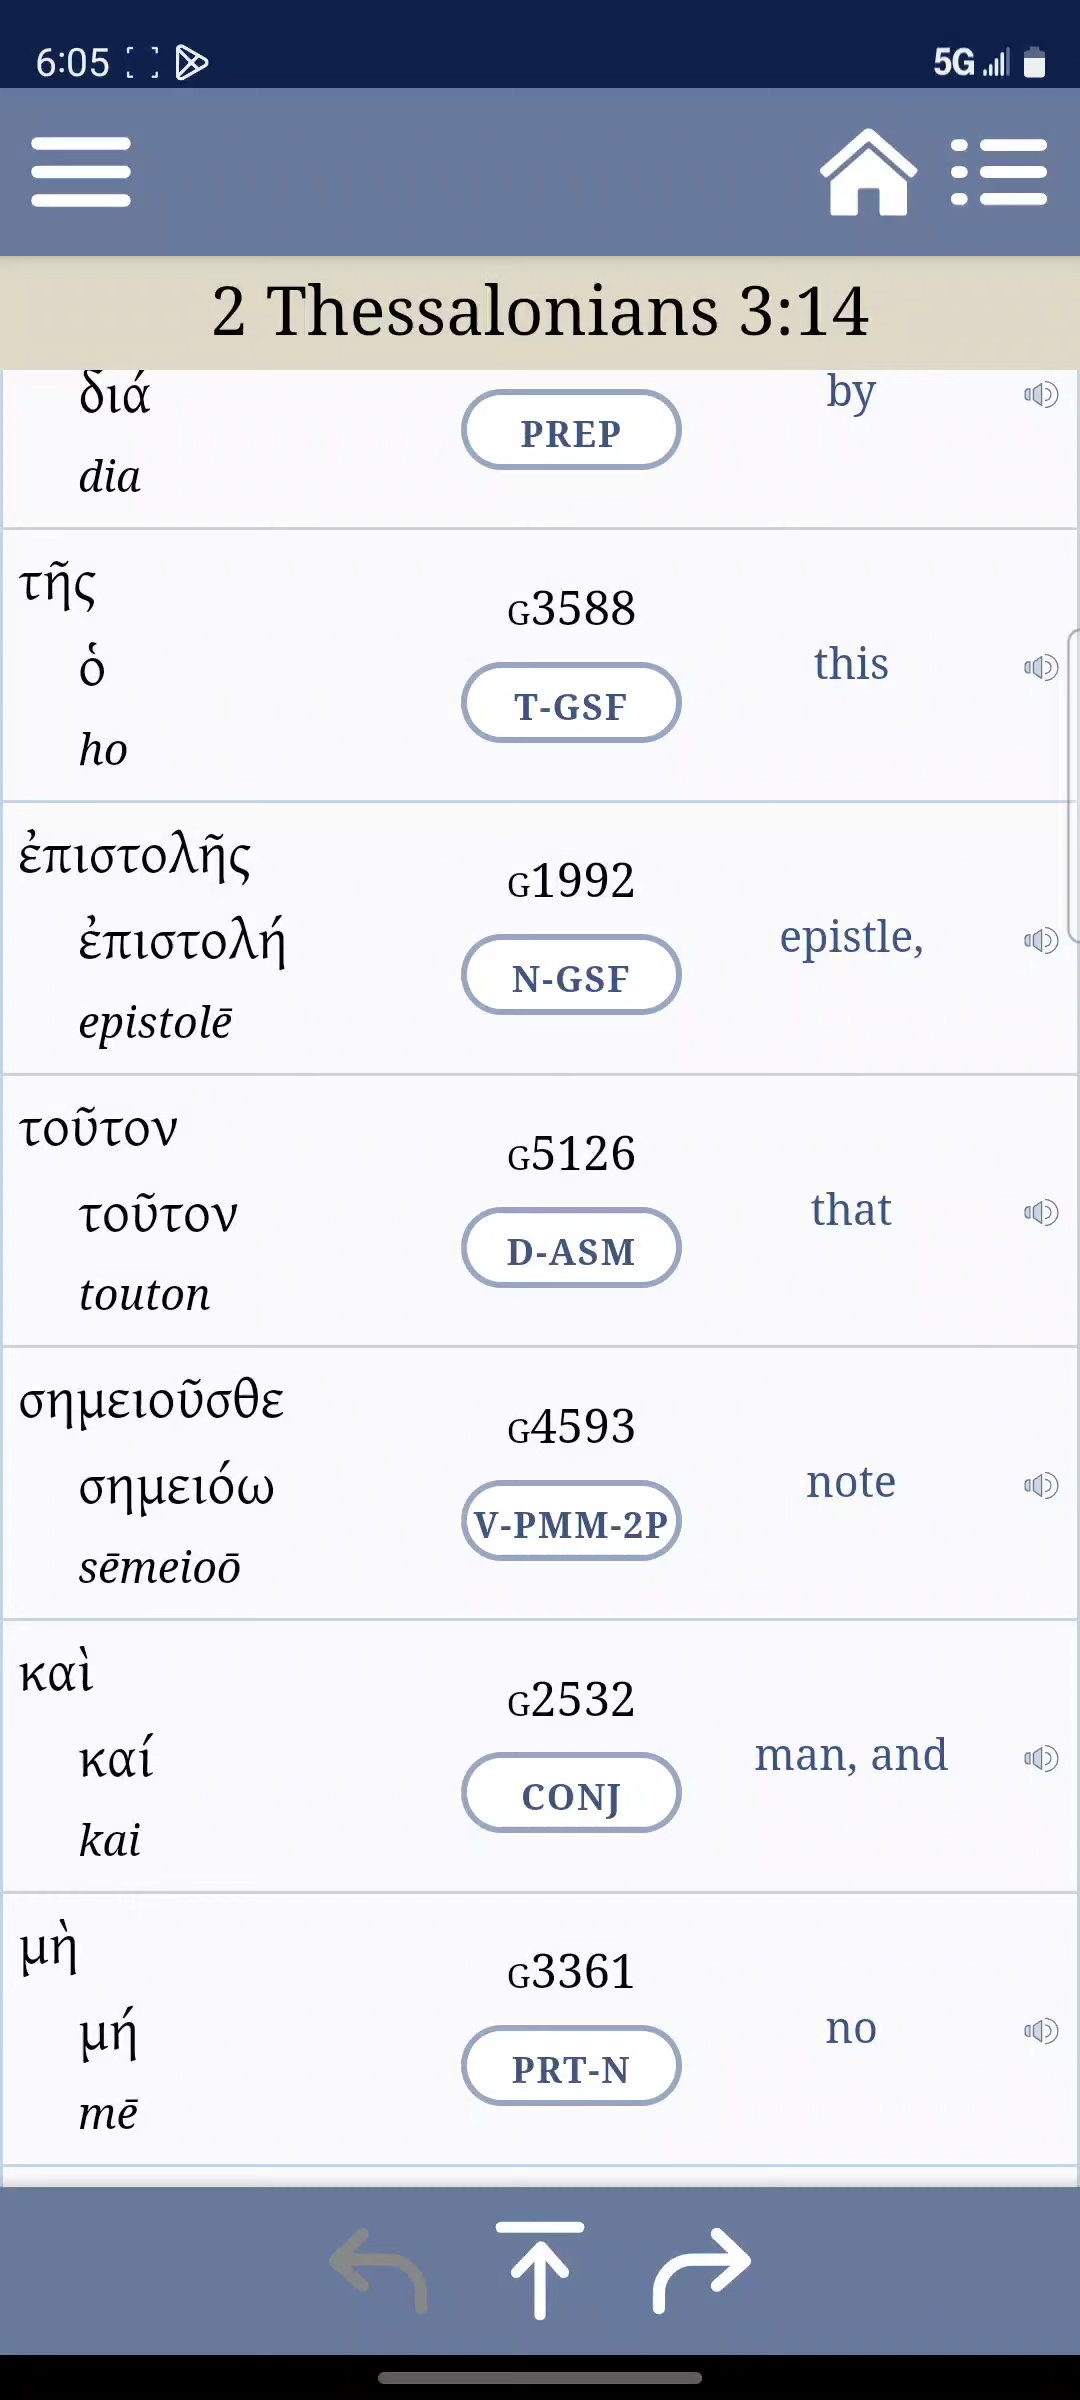 6:05 5G
2 Thessalonians 3:14
διά
by
PREP
dia
τῆς
G3588
ὁ
this
T-GSF
ho
ἐπιστολῆς
G1992
ἐπιστολή
epistle,
N-GSF
epistolē
τοῦτον
G5126
τοῦτον
that
D-ASM
touton
σημειοῦσθε
G4593
σημειόω
note
V-PMM-2P
sēmeioō
καὶ
G2532
καί
man, and
CONJ
kai
μὴ
G3361
μή
no
PRT-N
mē